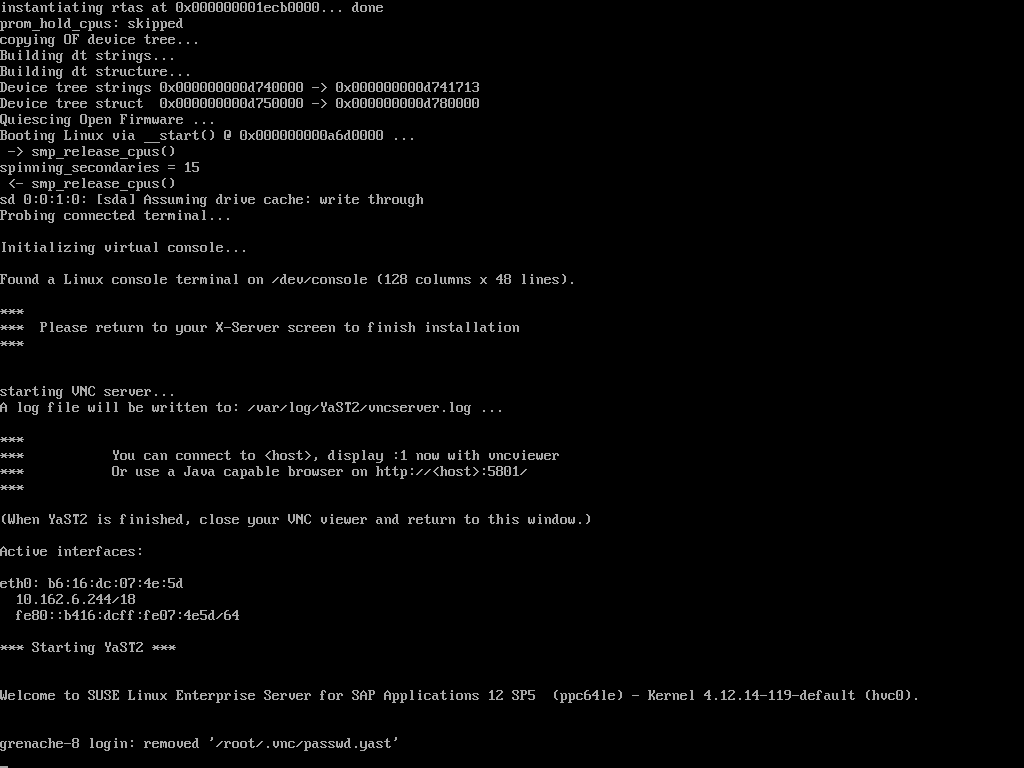 instantiating rtas at 0x000000001ecb0000... done
prom_hold_cpus: skipped
copying OF device tree...
Building dt strings...
Building dt structure...
Device tree strings 0x000000000d740000 -> 0x000000000d741713
Device tree struct  0x000000000d750000 -> 0x000000000d780000
Quiescing Open Firmware ...
Booting Linux via __start() @ 0x000000000a6d0000 ...
 -> smp_release_cpus()
spinning_secondaries = 15
 <- smp_release_cpus()
sd 0:0:1:0: [sda] Assuming drive cache: write through
Probing connected terminal...
Initializing virtual console...
Found a Linux console terminal on /dev/console (128 columns x 48 lines).
***
***  Please return to your X-Server screen to finish installation
***
starting VNC server...
A log file will be written to: /var/log/YaST2/vncserver.log ...
***
***           You can connect to <host>, display :1 now with vncviewer
***           Or use a Java capable browser on http://<host>:5801/
***
(When YaST2 is finished, close your VNC viewer and return to this window.)
Active interfaces:
eth0: b6:16:dc:07:4e:5d
  10.162.6.244/18
  fe80::b416:dcff:fe07:4e5d/64
*** Starting YaST2 ***
Welcome to SUSE Linux Enterprise Server for SAP Applications 12 SP5  (ppc64le) - Kernel 4.12.14-119-default (hvc0).
grenache-8 login: removed '/root/.vnc/passwd.yast'